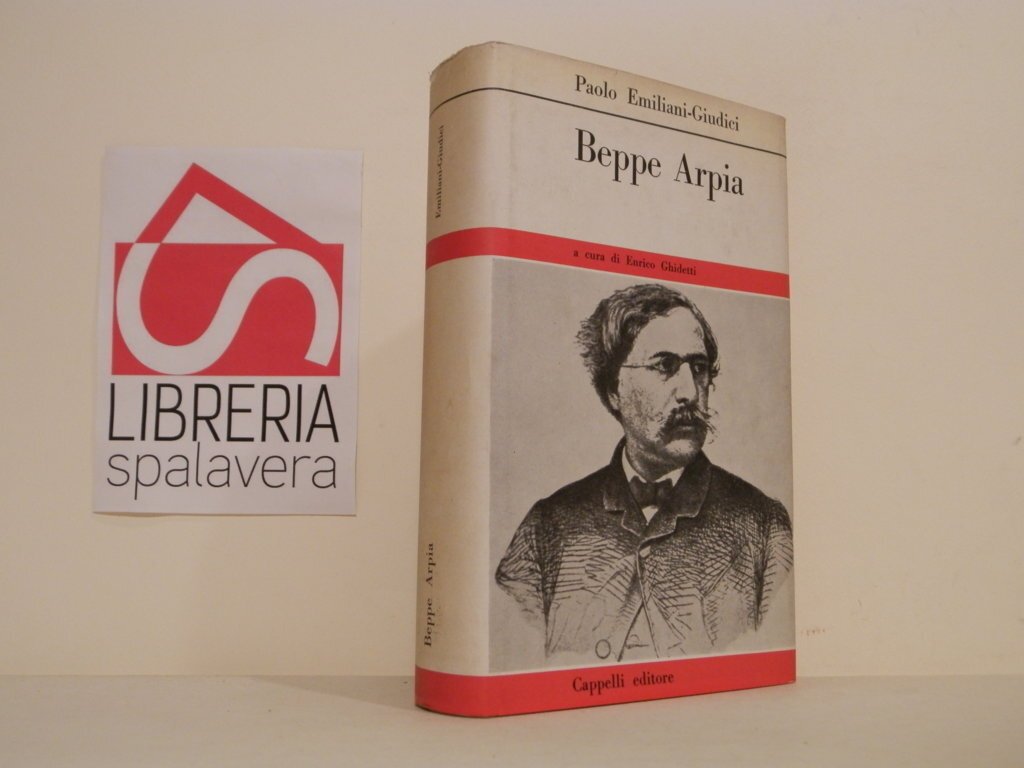 LIBRERIA
spalavera
Emiliani-Giudici
Beppe Arpia
Paolo Emiliani-Giudici
Beppe Arpia
a cura di Enrico Ghidetti
Cappelli editore